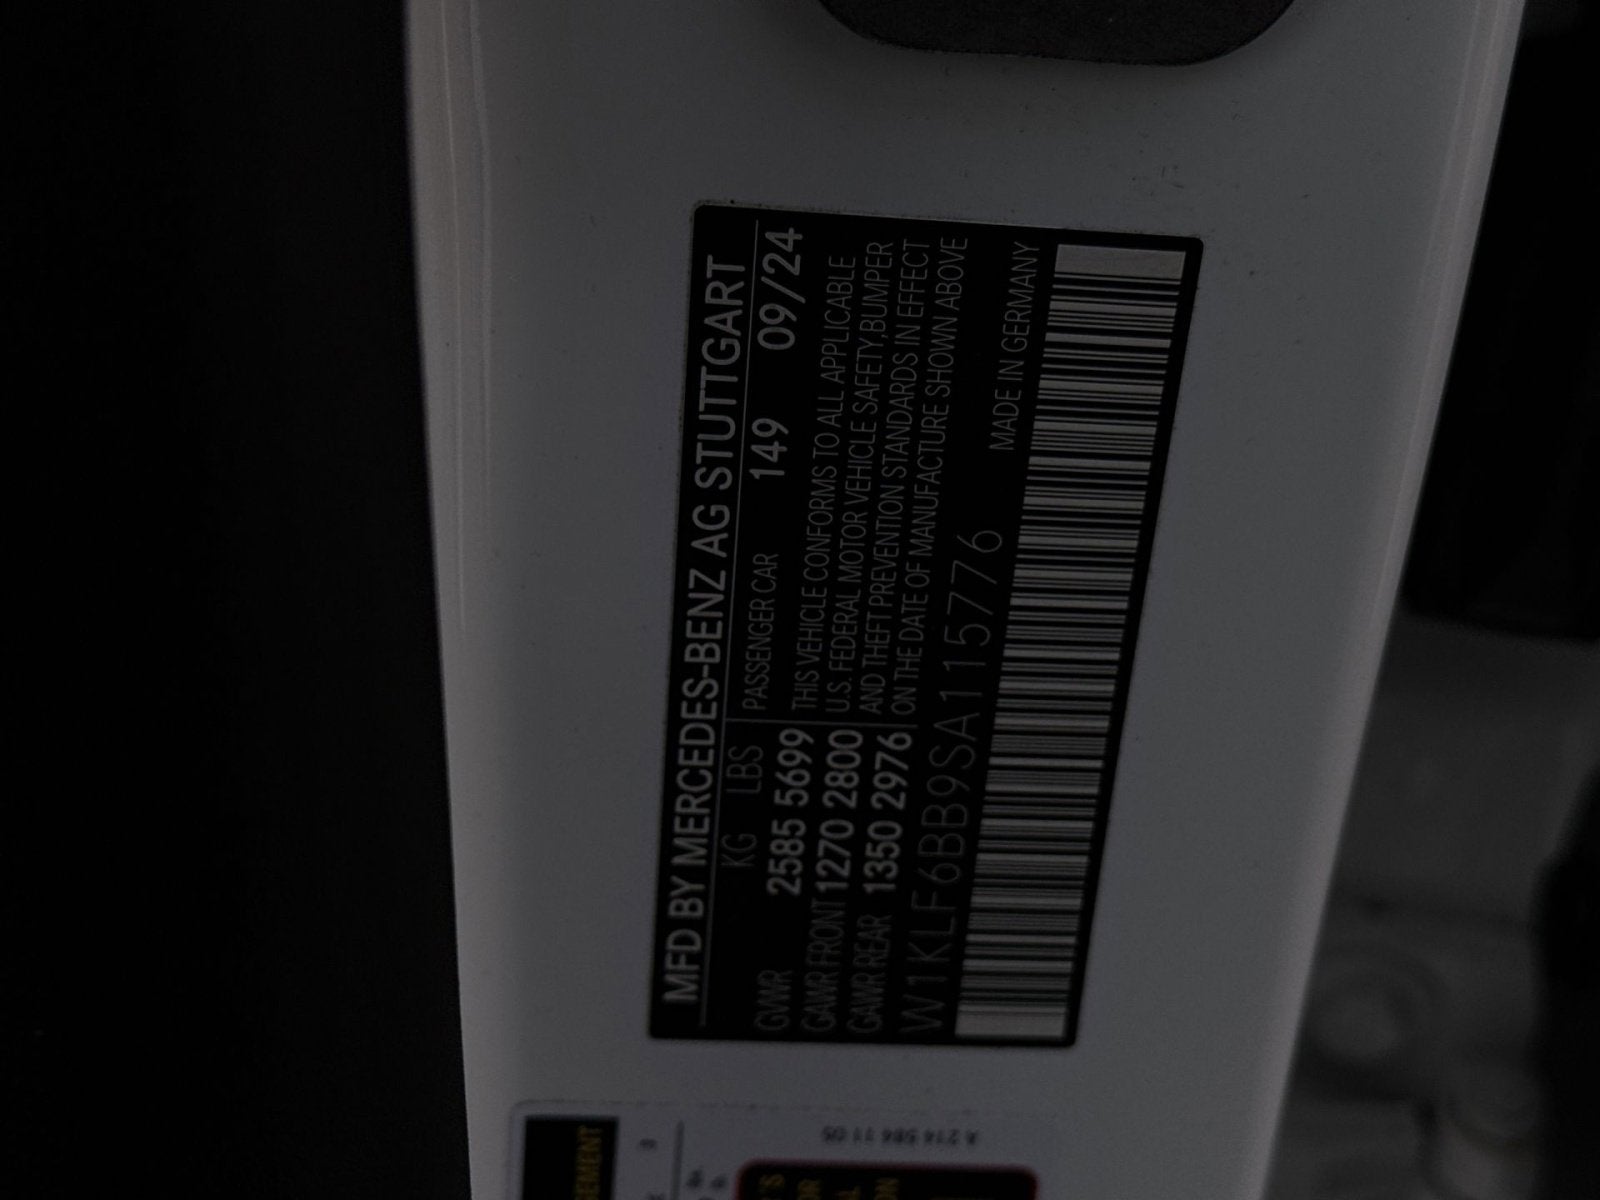 MFD BY MERCEDES-BENZ AG STUTTGART
KG LBS
PASSENGER CAR 149 09/24
GVWR 2585 5699
GAWR FRONT 1270 2800
GAWR REAR 1350 2976
THIS VEHICLE CONFORMS TO ALL APPLICABLE
U.S. FEDERAL MOTOR VEHICLE SAFETY,BUMPER
AND THEFT PREVENTION STANDARDS IN EFFECT
ON THE DATE OF MANUFACTURE SHOWN ABOVE
W1KLF6BB9SA115776
MADE IN GERMANY
A 214 584 11 05